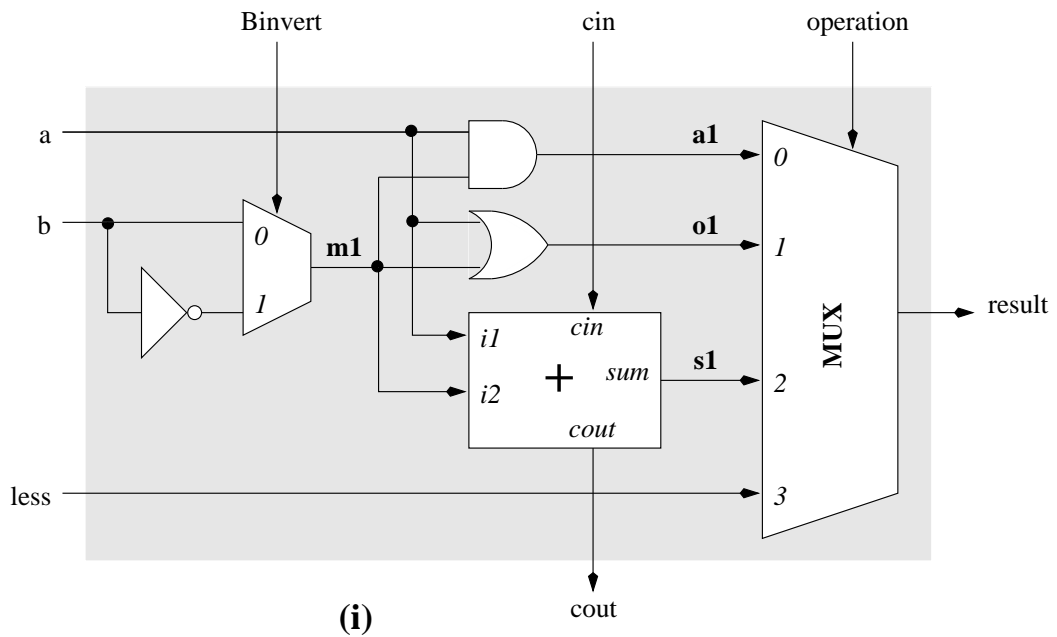 Binvert cin operation
a
a1
0
b
0
m1
o1
1
1
cin
result
i1
MUX
sum
s1
+
i2
2
cout
less
3
cout
(i)